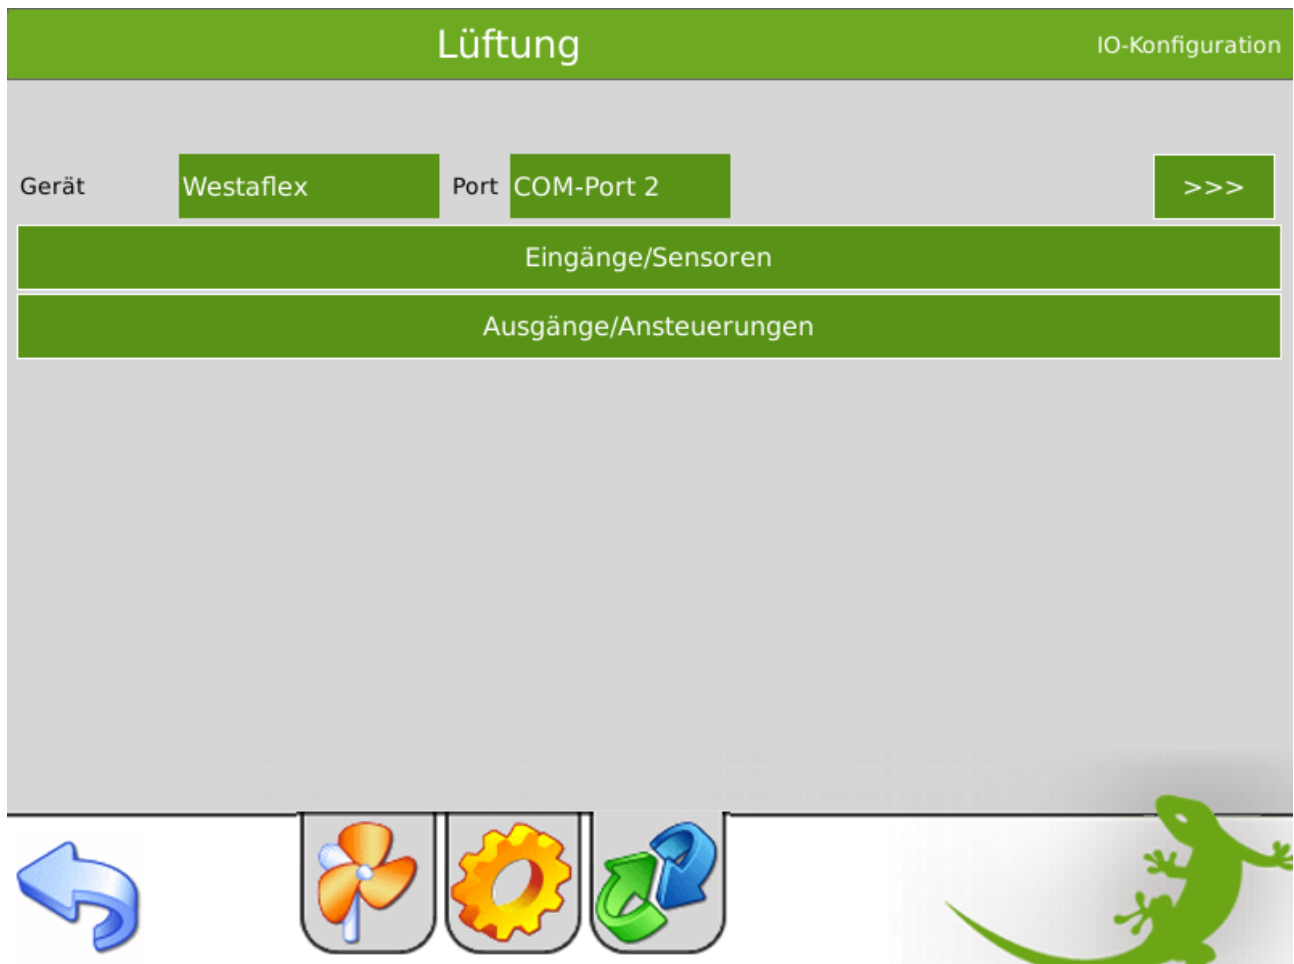 Lüftung
IO-Konfiguration
Gerät Westaflex Port COM-Port 2 >>>
Eingänge/Sensoren
Ausgänge/Ansteuerungen